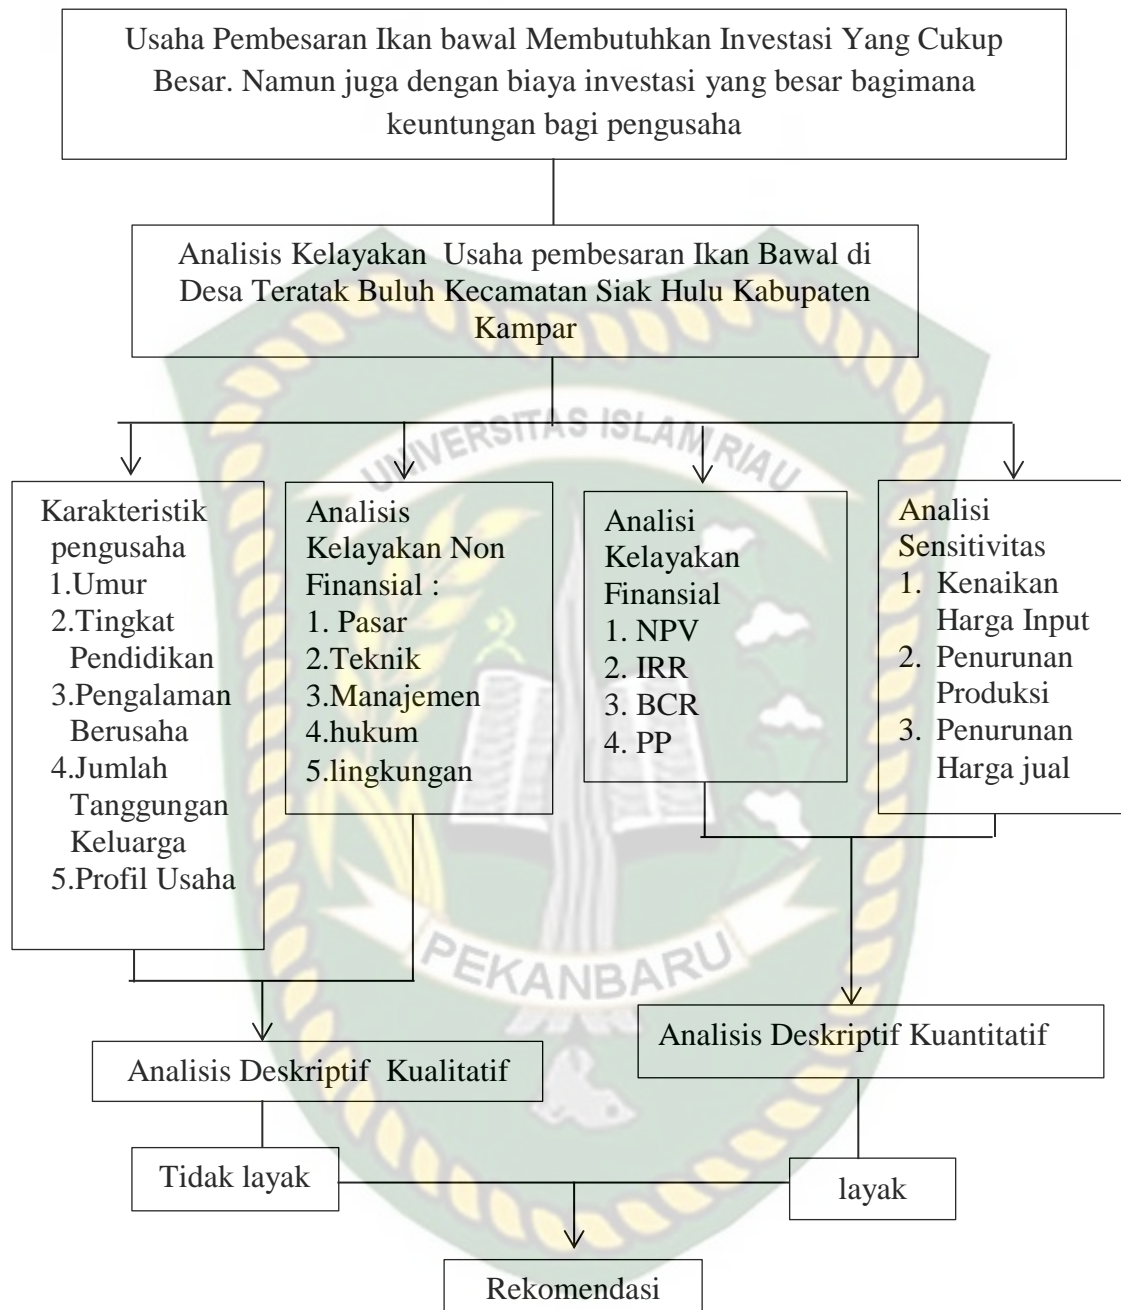 Usaha Pembesaran Ikan bawal Membutuhkan Investasi Yang Cukup
Besar. Namun juga dengan biaya investasi yang besar bagimana
keuntungan bagi pengusaha
Analisis Kelayakan Usaha pembesaran Ikan Bawal di
Desa Teratak Buluh Kecamatan Siak Hulu Kabupaten
Kampar
UNIVERSITAS ISLAM RIAU
Karakteristik
pengusaha
1.Umur
2.Tingkat
Pendidikan
3.Pengalaman
Berusaha
4.Jumlah
Tanggungan
Keluarga
5.Profil Usaha
Analisis
Kelayakan Non
Finansial :
1. Pasar
2.Teknik
3.Manajemen
4.hukum
5.lingkungan
Analisi
Kelayakan
Finansial
1. NPV
2. IRR
3. BCR
4. PP
Analisi
Sensitivitas
1. Kenaikan
Harga Input
2. Penurunan
Produksi
3. Penurunan
Harga jual
PEKANBARU
Analisis Deskriptif Kualitatif
Analisis Deskriptif Kuantitatif
Tidak layak
layak
Rekomendasi